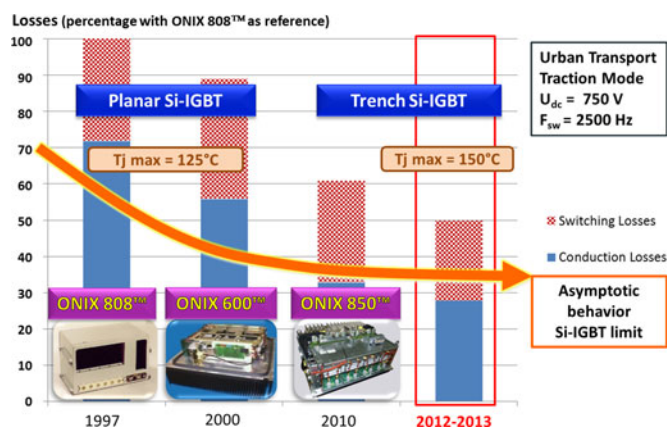 Losses (percentage with ONIX 808™ as reference)
100
90
80
70
60
50
40
30
20
10
0
Planar Si-IGBT
Trench Si-IGBT
Tj max = 125°C
Tj max = 150°C
ONIX 808™
ONIX 600™
ONIX 850™
1997
2000
2010
2012-2013
Urban Transport
Traction Mode
Udc = 750 V
Fsw = 2500 Hz
Switching Losses
Conduction Losses
Asymptotic
behavior
Si-IGBT limit